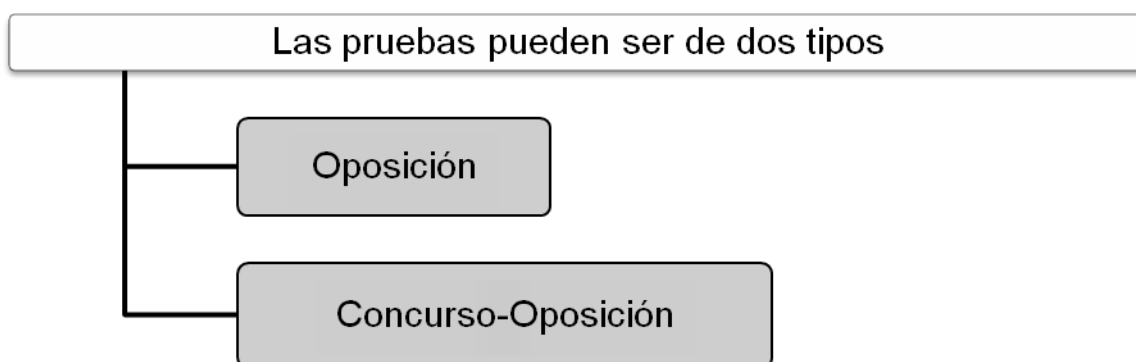 Las pruebas pueden ser de dos tipos
Oposición
Concurso-Oposición